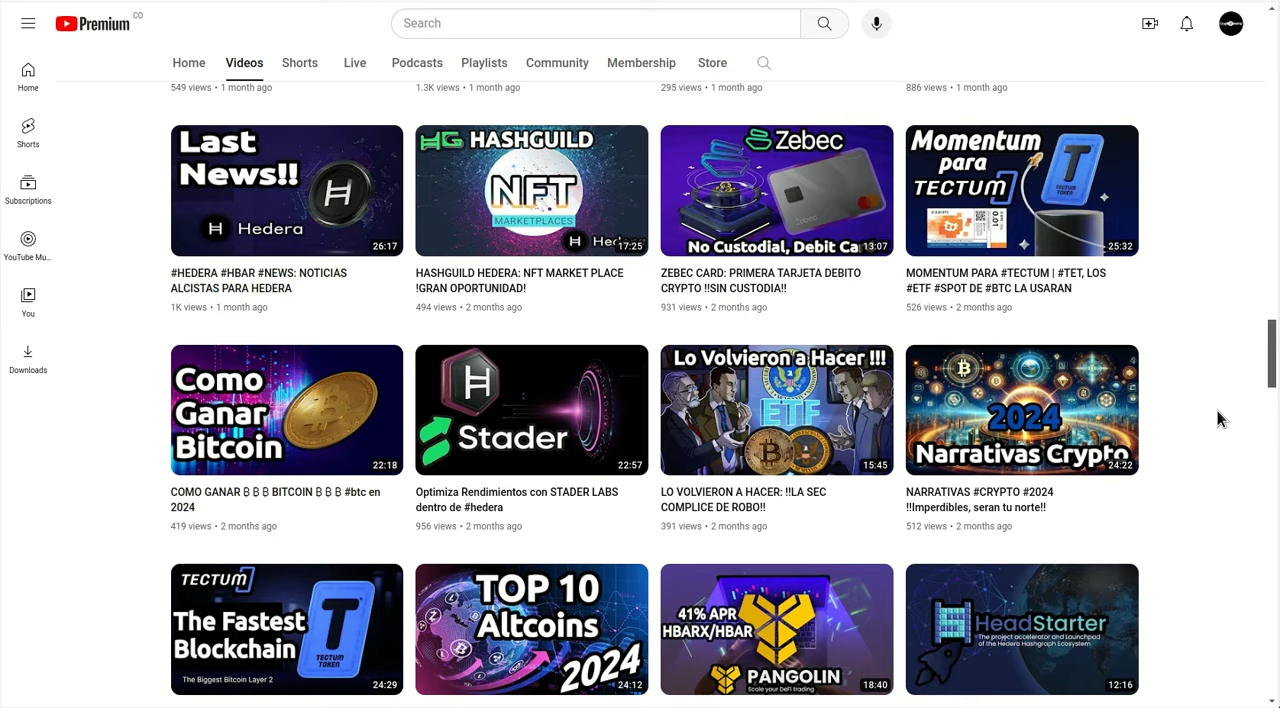 Premium CO
Search
Home Videos Shorts Live Podcasts Playlists Community Membership Store
Home
Shorts
Subscriptions
YouTube Mu...
You
Downloads
549 views • 1 month ago
1.3K views • 1 month ago
295 views • 1 month ago
886 views • 1 month ago
Last
News!!
H Hedera
26:17
#HEDERA #HBAR #NEWS: NOTICIAS
ALCISTAS PARA HEDERA
1K views • 1 month ago
HG HASHGUILD
NFT
MARKETPLACES
17:25
HASHGUILD HEDERA: NFT MARKET PLACE
!GRAN OPORTUNIDAD!
494 views • 2 months ago
Zebec
No Custodial, Debit Ca
13:07
ZEBEC CARD: PRIMERA TARJETA DEBITO
CRYPTO !!SIN CUSTODIA!!
931 views • 2 months ago
Momentum
para
TECTUM
T
TECTUM
TOKEN
0.01
25:32
MOMENTUM PARA #TECTUM | #TET, LOS
#ETF #SPOT DE #BTC LA USARAN
526 views • 2 months ago
Como
Ganar
Bitcoin
22:18
COMO GANAR ₿ ₿ ₿ BITCOIN ₿ ₿ ₿ #btc en
2024
419 views • 2 months ago
Stader
22:57
Optimiza Rendimientos con STADER LABS
dentro de #hedera
956 views • 2 months ago
Lo Volvieron a Hacer !!!
ETF
15:45
LO VOLVIERON A HACER: !!LA SEC
COMPLICE DE ROBO!!
391 views • 2 months ago
2024
Narrativas Crypto
24:22
NARRATIVAS #CRYPTO #2024
!!Imperdibles, seran tu norte!!
512 views • 2 months ago
TECTUM
The Fastest
Blockchain
The Biggest Bitcoin Layer 2
T
TECTUM
TOKEN
24:29
TOP 10
Altcoins
2024
24:12
41% APR
HBARX/HBAR
PANGOLIN
Scale your DeFi trading
18:40
HeadStarter
The project accelerator and launchpad
of the Hedera Hashgraph Ecosystem
12:16